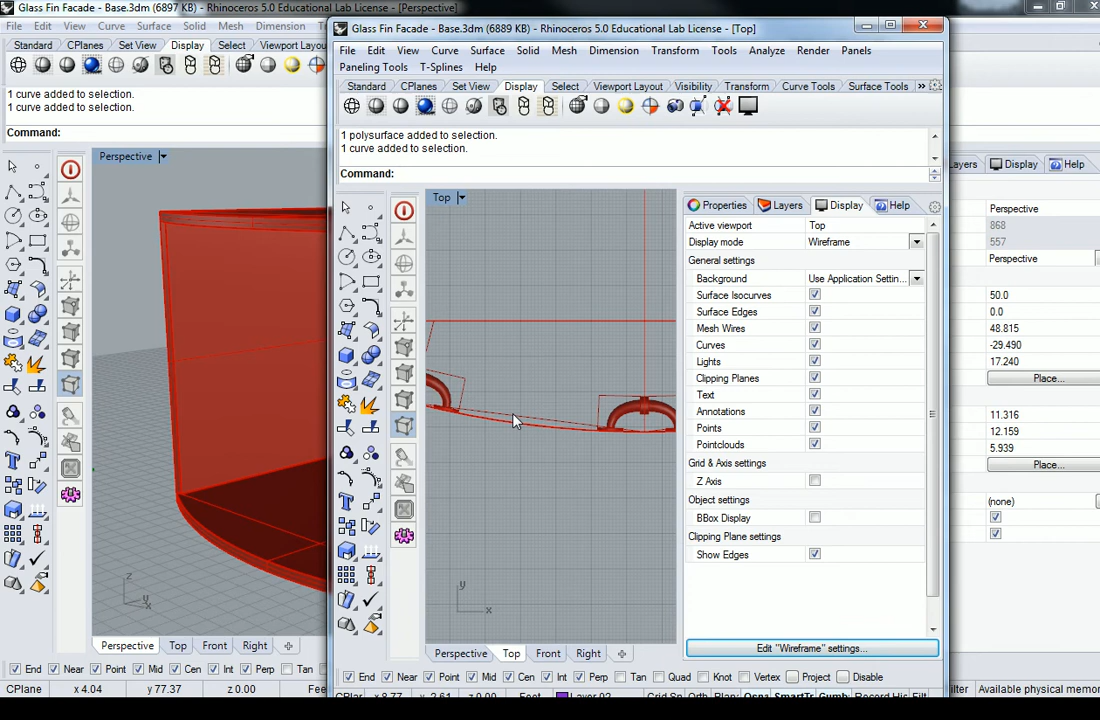 Glass Fin Facade - Base.3dm (6897 KB) - Rhinoceros 5.0 Educational Lab License - [Perspective]
File Edit View Curve Surface Solid Mesh Dimension
Standard CPlanes Set View Display Select Viewport Layout
1 curve added to selection.
1 curve added to selection.
Command:
Perspective
z
x
y
Perspective Top Front Right
End Near Point Mid Cen Int Perp Tan
CPlane x 4.04 y 77.37 z 0.00
Glass Fin Facade - Base.3dm (6889 KB) - Rhinoceros 5.0 Educational Lab License - [Top]
File Edit View Curve Surface Solid Mesh Dimension Transform Tools Analyze Render Panels
Paneling Tools T-Splines Help
Standard CPlanes Set View Display Select Viewport Layout Visibility Transform Curve Tools Surface Tools »
1 polysurface added to selection.
1 curve added to selection.
Command:
Top
y
x
Perspective Top Front Right
End Near Point Mid Cen Int Perp Tan Quad Knot Vertex Project Disable
Properties Layers Display Help
Active viewport Top
Display mode Wireframe
General settings
Background Use Application Settin...
Surface Isocurves
Surface Edges
Mesh Wires
Curves
Lights
Clipping Planes
Text
Annotations
Points
Pointclouds
Grid & Axis settings
Z Axis
Object settings
BBox Display
Clipping Plane settings
Show Edges
Edit "Wireframe" settings...
Display Help
Perspective
868
557
Perspective
50.0
0.0
48.815
-29.490
17.240
Place...
11.316
12.159
5.939
Place...
(none)
Available physical memo